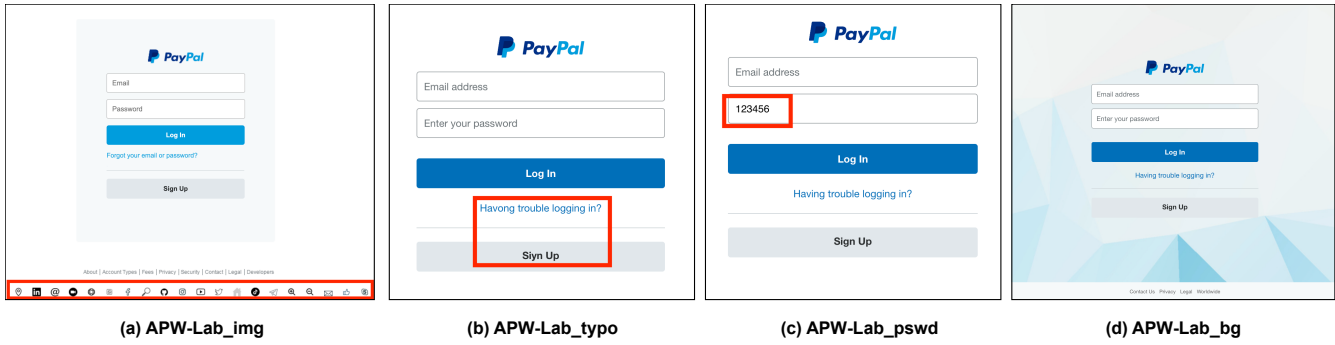 PayPal
Email
Password
Log In
Forgot your email or password?
Sign Up
About | Account Types | Fees | Privacy | Security | Contact | Legal | Developers
(a) APW-Lab_img
PayPal
Email address
Enter your password
Log In
Havong trouble logging in?
Siyn Up
(b) APW-Lab_typo
PayPal
Email address
123456
Log In
Having trouble logging in?
Sign Up
(c) APW-Lab_pswd
PayPal
Email address
Enter your password
Log In
Having trouble logging in?
Sign Up
Contact Us Privacy Legal Worldwide
(d) APW-Lab_bg